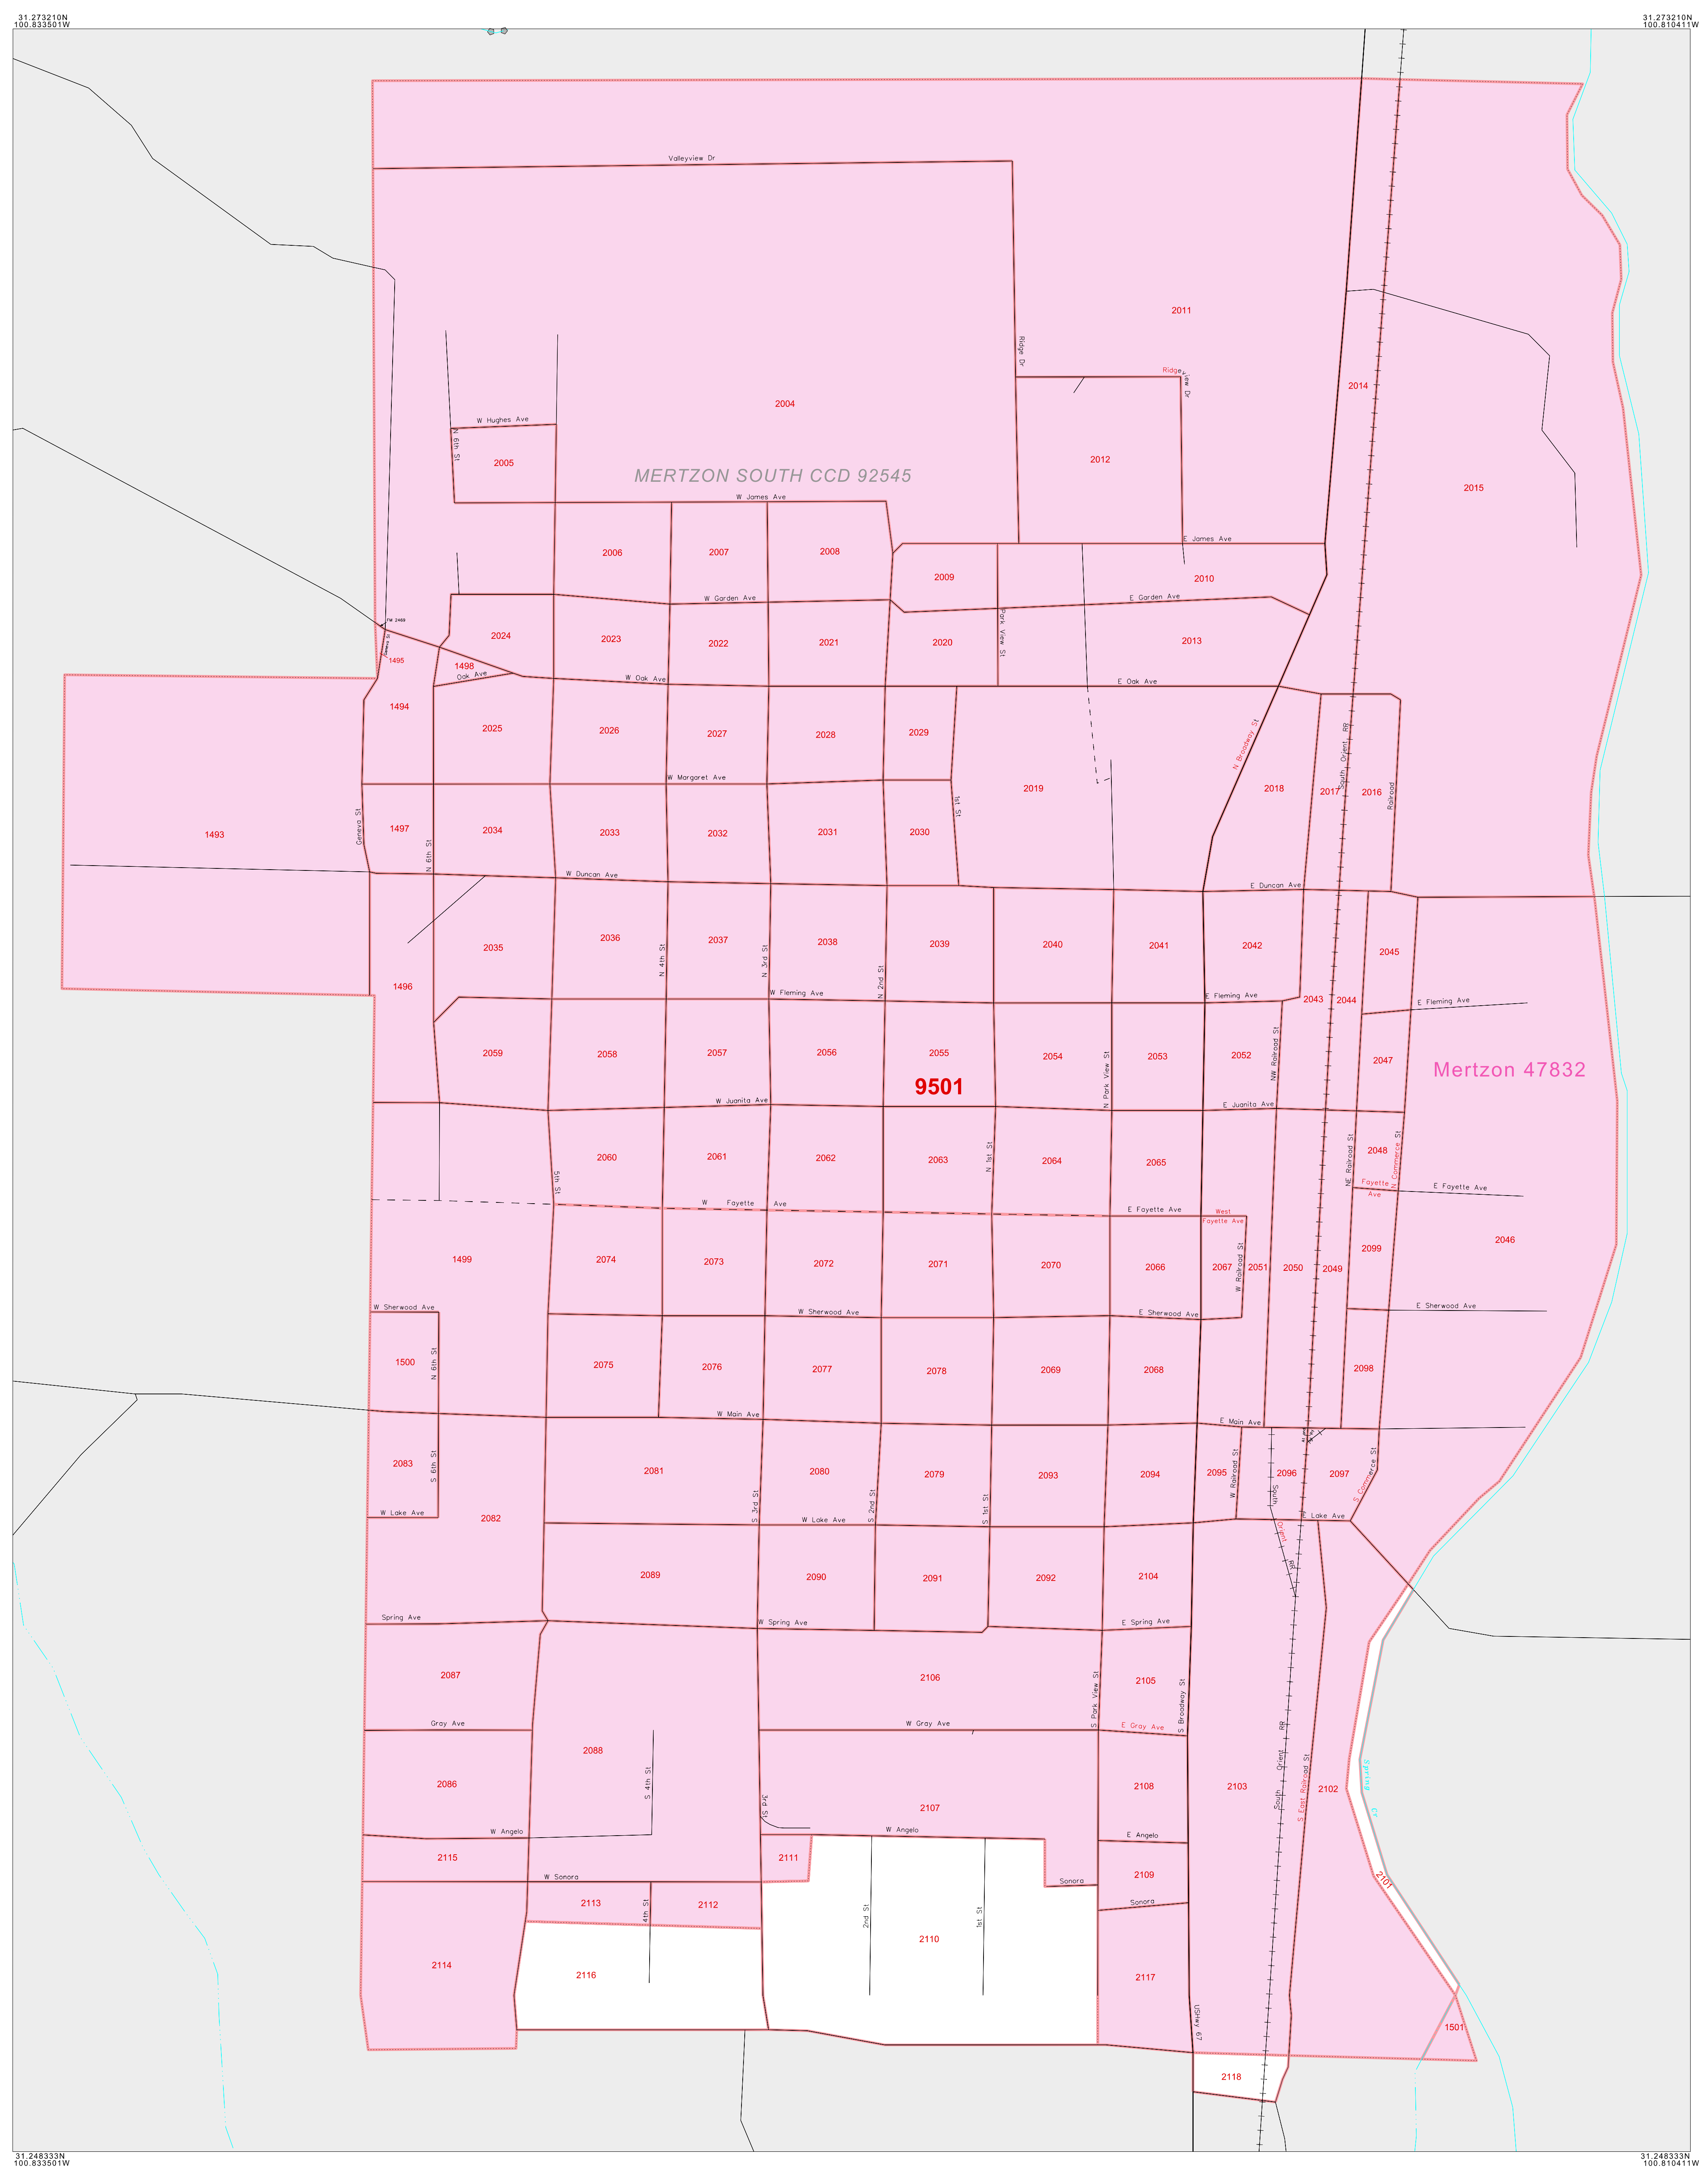 31.273210N
100.833501W
31.273210N
100.810411W
Valleyview Dr
2011
Ridge Dr
Ridge
view Dr
2014
2004
W Hughes Ave
N 6th St
2005
2012
MERTZON SOUTH CCD 92545
2015
W James Ave
E James Ave
2006
2007
2008
2009
2010
W Garden Ave
E Garden Ave
FM 2469
Geneva St
2024
2023
2022
2021
2020
Park View St
2013
1495
1498
Oak Ave
W Oak Ave
E Oak Ave
1494
2025
2026
2027
2028
2029
N Broadway St
South Orient RR
W Margaret Ave
1st St
2019
2018
2017
2016
Railroad
1493
Geneva St
1497
N 6th St
2034
2033
2032
2031
2030
W Duncan Ave
E Duncan Ave
2035
2036
N 4th St
2037
N 3rd St
2038
N 2nd St
2039
2040
2041
2042
2045
1496
W Fleming Ave
E Fleming Ave
2043
2044
E Fleming Ave
2059
2058
2057
2056
2055
2054
N Park View St
2053
2052
NW Railroad St
2047
Mertzon 47832
9501
W Juanita Ave
E Juanita Ave
5th St
2060
2061
2062
2063
N 1st St
2064
2065
NE Railroad St
2048
N Commerce St
Fayette
Ave
E Fayette Ave
W Fayette Ave
E Fayette Ave
West
Fayette Ave
1499
2074
2073
2072
2071
2070
2066
2067
W Railroad St
2051
2050
2049
2099
2046
W Sherwood Ave
W Sherwood Ave
E Sherwood Ave
E Sherwood Ave
1500
N 6th St
2075
2076
2077
2078
2069
2068
2098
W Main Ave
E Main Ave
2083
S 6th St
2081
S 3rd St
2080
S 2nd St
2079
S 1st St
2093
2094
2095
W Railroad St
South
Orient
RR
2096
2097
S Commerce St
W Lake Ave
W Lake Ave
E Lake Ave
2082
2089
2090
2091
2092
2104
Spring Ave
W Spring Ave
E Spring Ave
2087
2106
S Park View St
2105
S Broadway St
Gray Ave
W Gray Ave
E Gray Ave
2088
South Orient RR
S East Railroad St
2086
S 4th St
3rd St
2107
2108
2103
2102
Spring
Cr
W Angelo
W Angelo
E Angelo
2115
2111
2109
2101
W Sonora
Sonora
Sonora
2113
4th St
2112
2nd St
1st St
2110
2114
2116
2117
USHwy 67
1501
2118
31.248333N
100.833501W
31.248333N
100.810411W